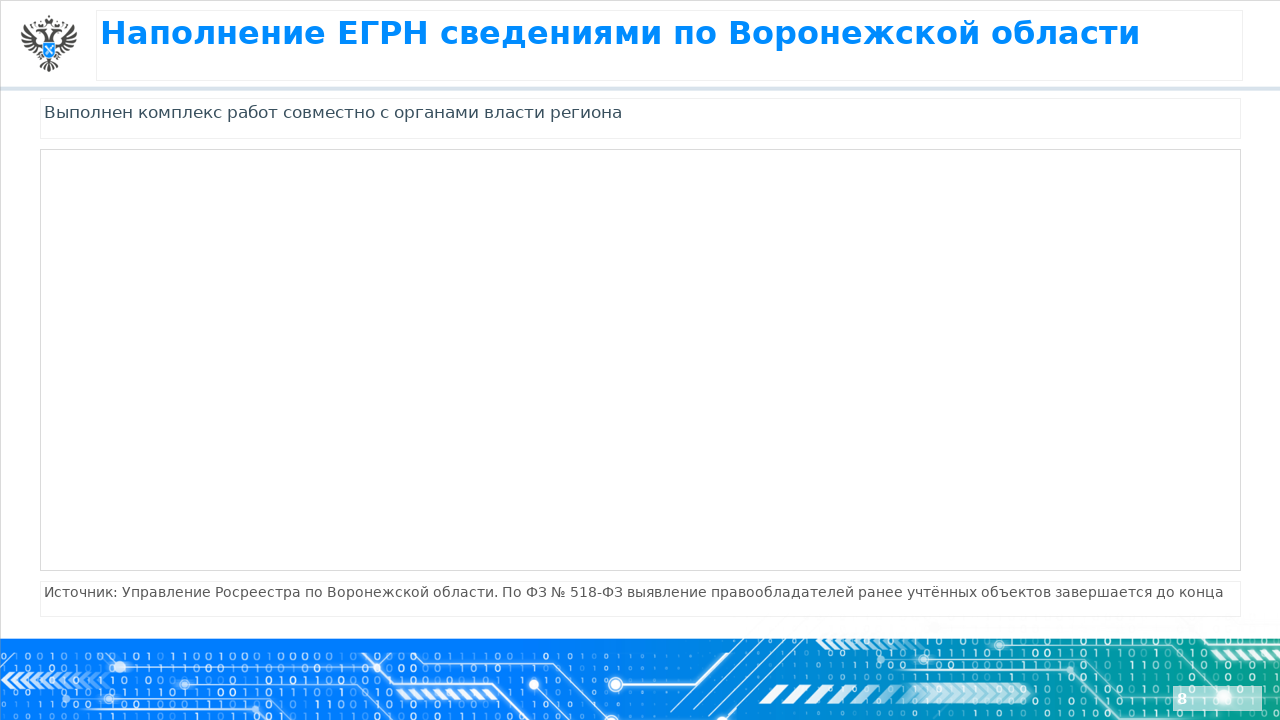 Наполнение ЕГРН сведениями по Воронежской области
Выполнен комплекс работ совместно с органами власти региона
Источник: Управление Росреестра по Воронежской области. По ФЗ № 518-ФЗ выявление правообладателей ранее учтённых объектов завершается до конца
8